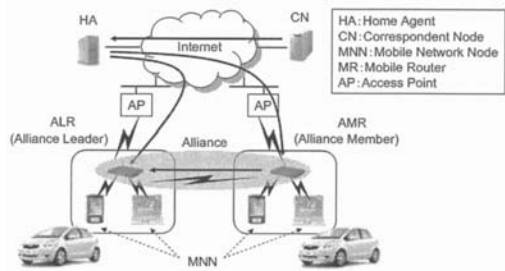 HA
CN
Internet
HA:Home Agent
CN:Correspondent Node
MNN:Mobile Network Node
MR:Mobile Router
AP:Access Point
AP
AP
ALR
(Alliance Leader)
Alliance
AMR
(Alliance Member)
MNN